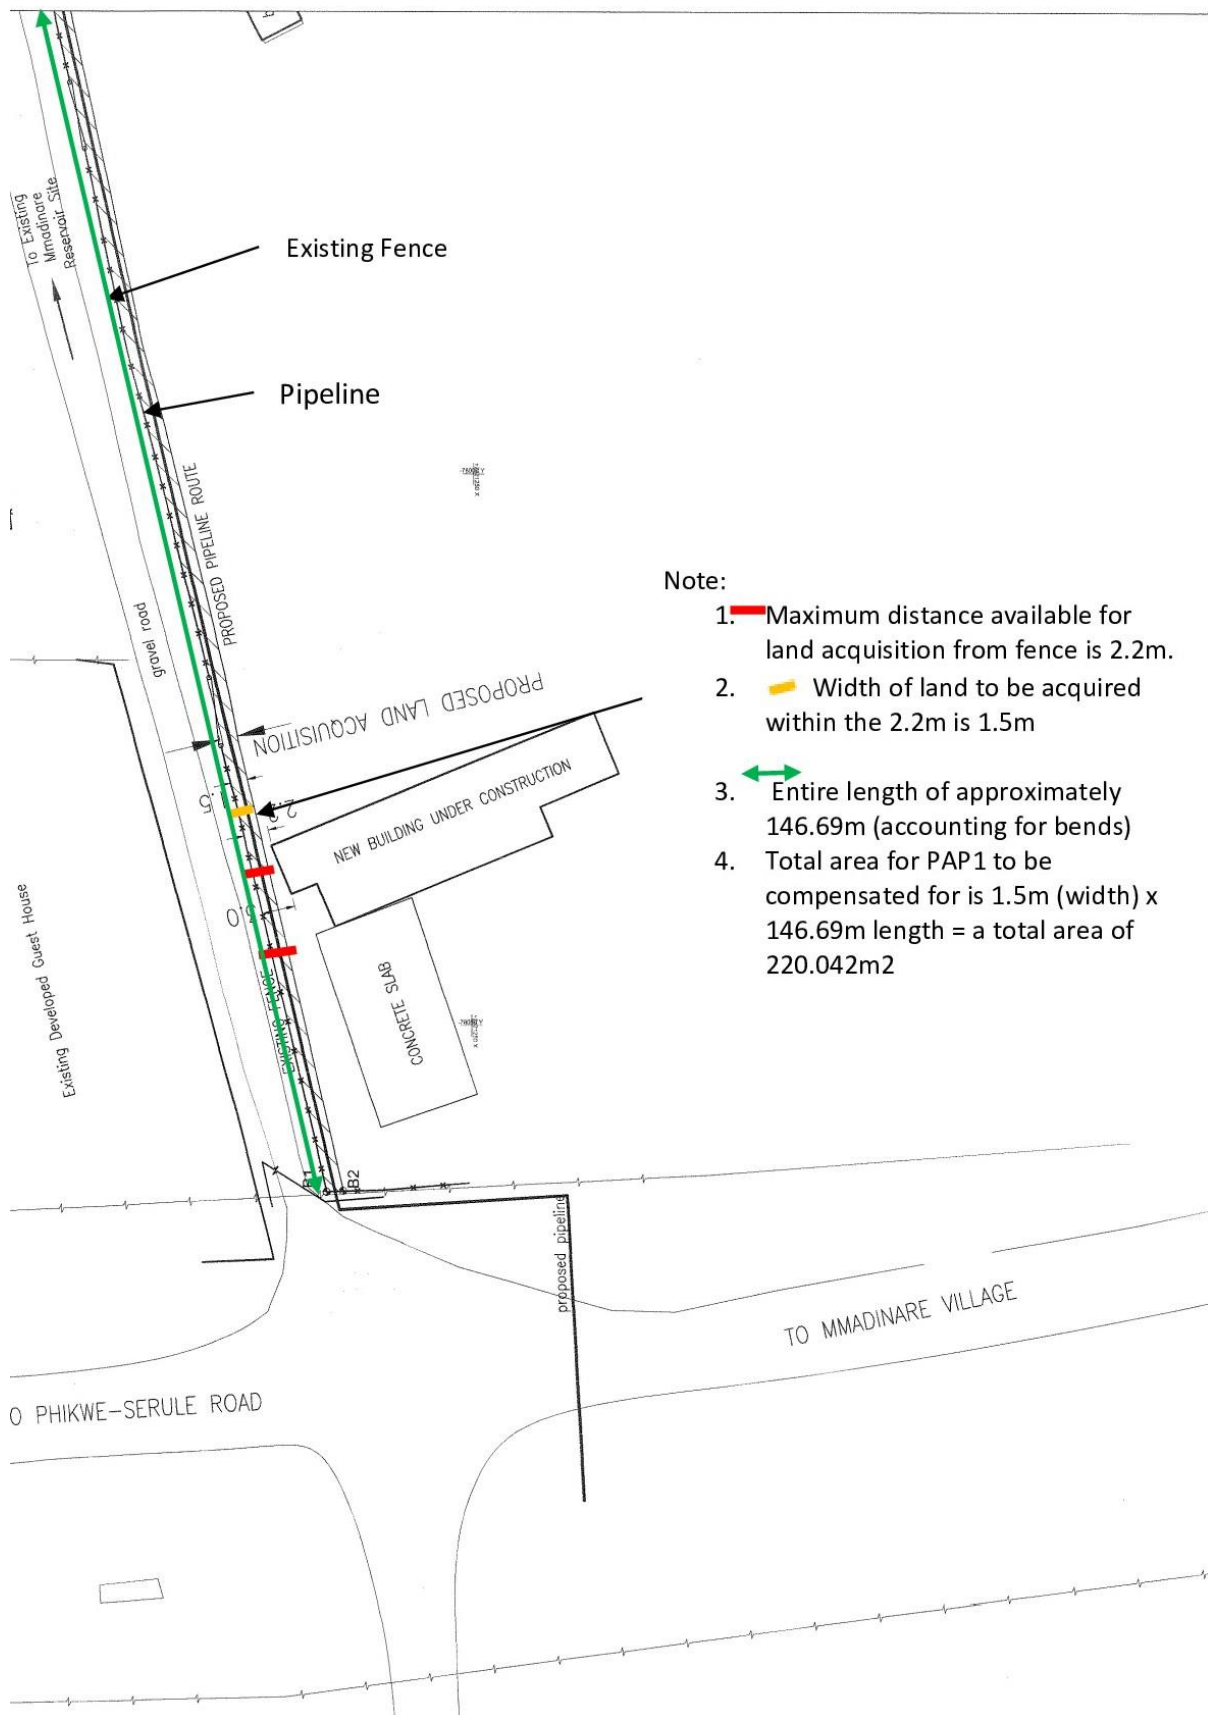 To Existing
Mmadinare
Reservoir Site
Existing Fence
Pipeline
PROPOSED PIPELINE ROUTE
gravel road
Note:
1. Maximum distance available for
land acquisition from fence is 2.2m.
2. Width of land to be acquired
within the 2.2m is 1.5m
3. Entire length of approximately
146.69m (accounting for bends)
4. Total area for PAP1 to be
compensated for is 1.5m (width) x
146.69m length = a total area of
220.042m2
PROPOSED LAND ACQUISITION
NEW BUILDING UNDER CONSTRUCTION
CONCRETE SLAB
EXISTING FENCE
Existing Developed Guest House
B1
B2
proposed pipeline
TO MMADINARE VILLAGE
O PHIKWE-SERULE ROAD